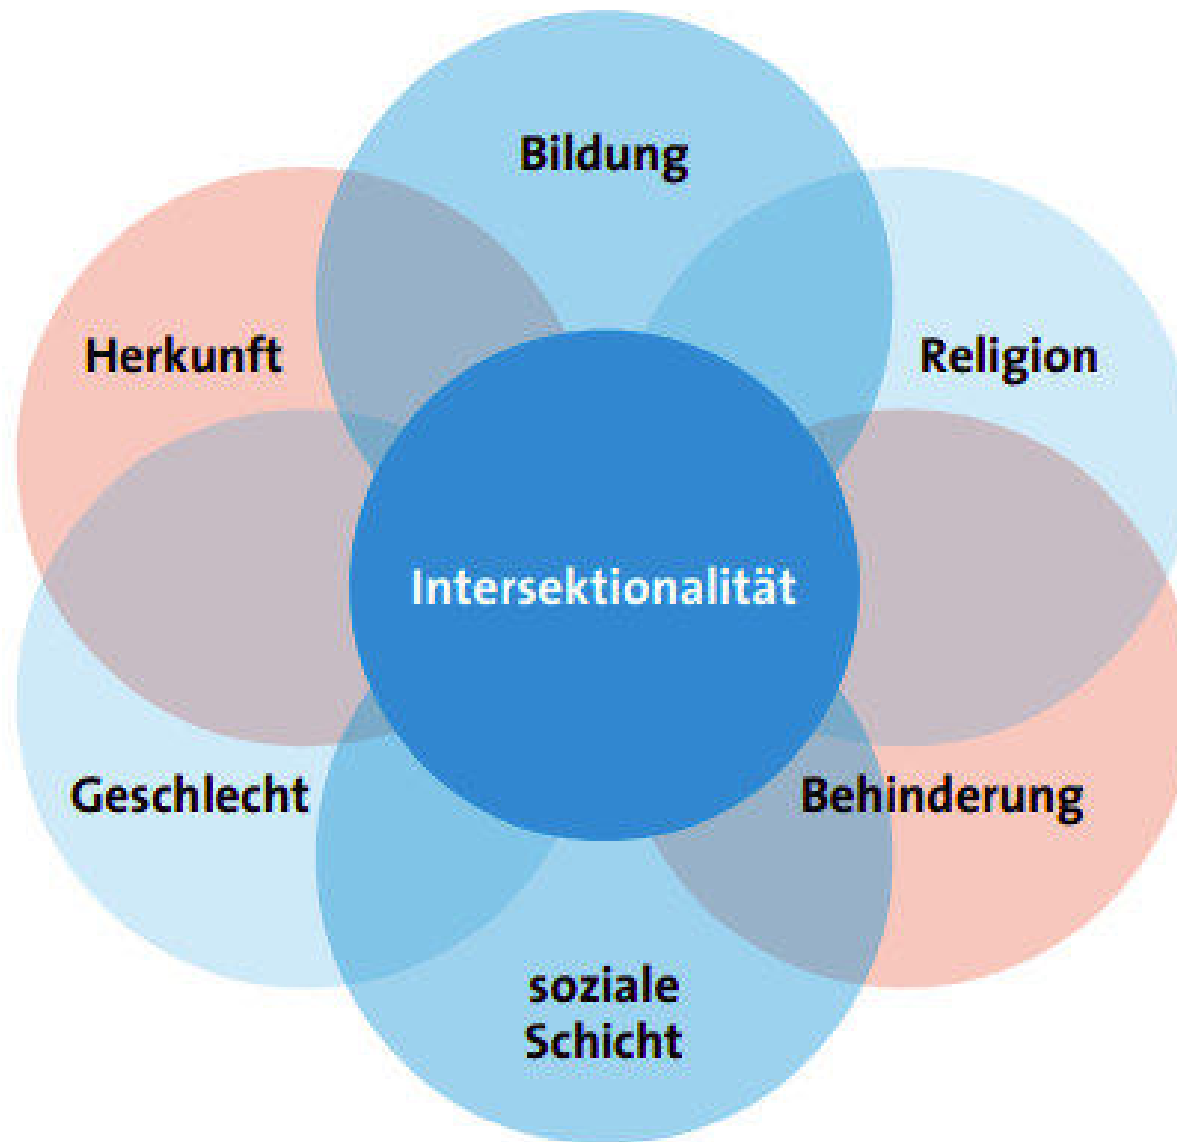 Bildung
Herkunft
Religion
Intersektionalität
Geschlecht
Behinderung
soziale
Schicht